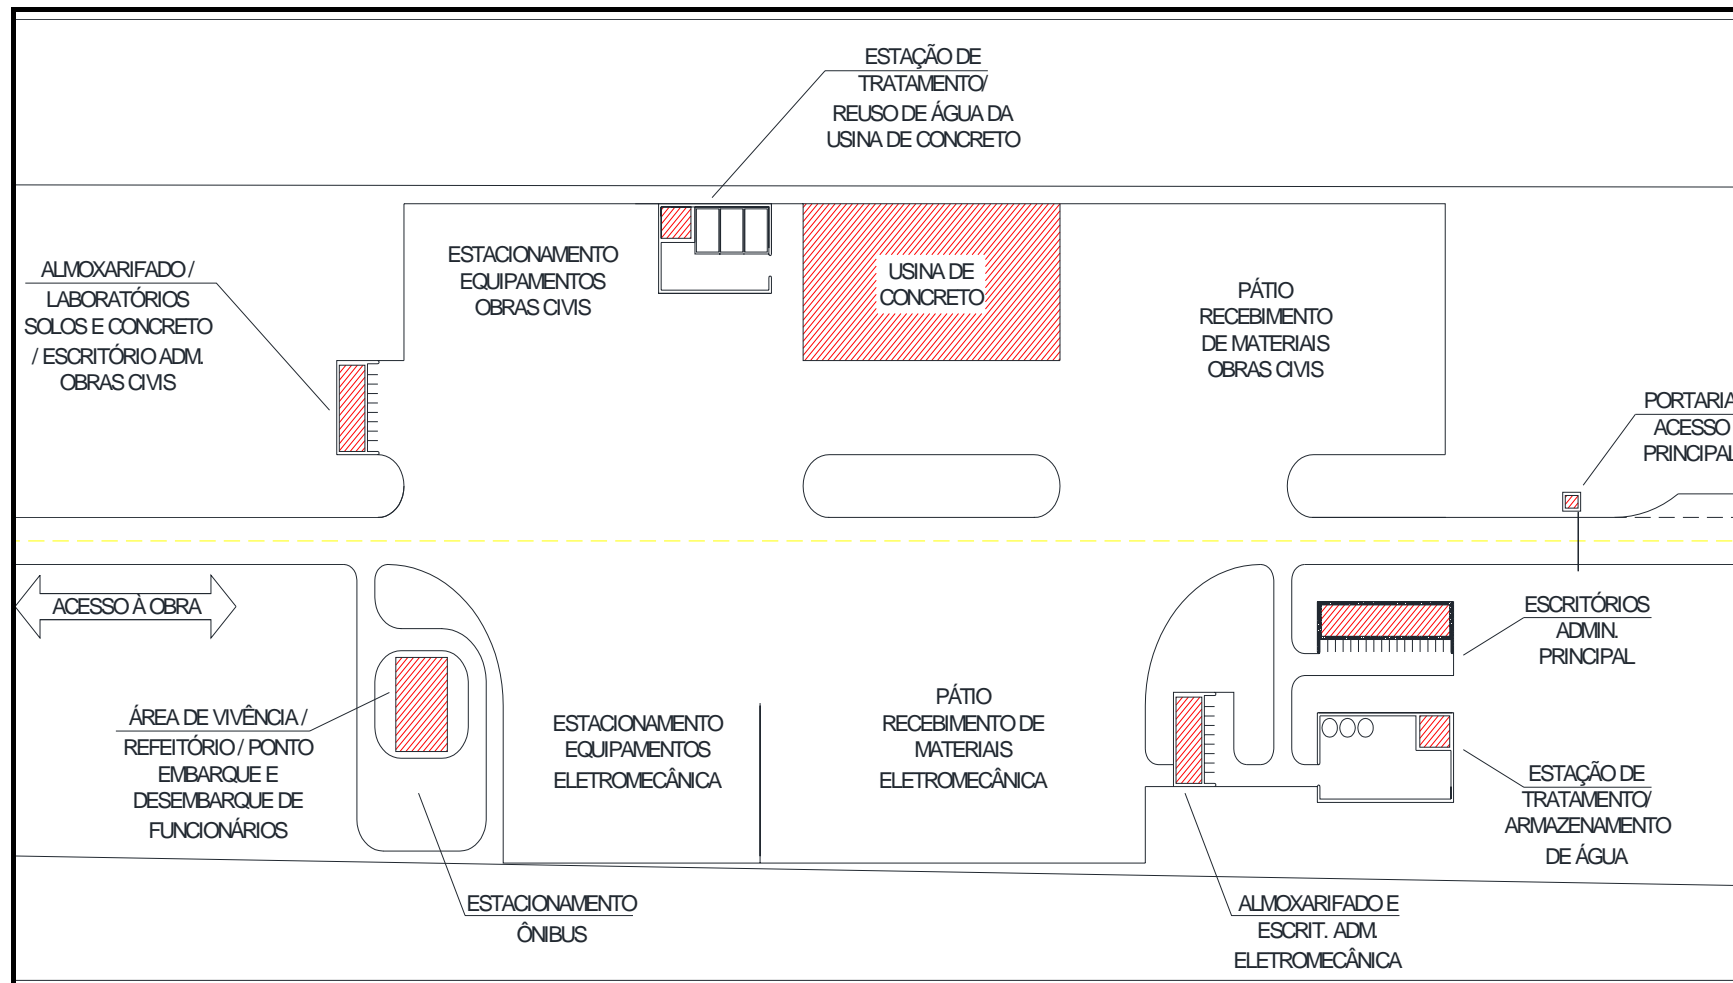 ESTAÇÃO DE
TRATAMENTO/
REUSO DE ÁGUA DA
USINA DE CONCRETO
ALMOXARIFADO /
LABORATÓRIOS
SOLOS E CONCRETO
/ ESCRITÓRIO ADM.
OBRAS CIVIS
ESTACIONAMENTO
EQUIPAMENTOS
OBRAS CIVIS
USINA DE
CONCRETO
PÁTIO
RECEBIMENTO
DE MATERIAIS
OBRAS CIVIS
PORTARIA
ACESSO
PRINCIPAL
ACESSO À OBRA
ESCRITÓRIOS
ADMIN.
PRINCIPAL
ÁREA DE VIVÊNCIA /
REFEITÓRIO / PONTO
EMBARQUE E
DESEMBARQUE DE
FUNCIONÁRIOS
ESTACIONAMENTO
EQUIPAMENTOS
ELETROMECÂNICA
PÁTIO
RECEBIMENTO DE
MATERIAIS
ELETROMECÂNICA
ESTAÇÃO DE
TRATAMENTO/
ARMAZENAMENTO
DE ÁGUA
ESTACIONAMENTO
ÔNIBUS
ALMOXARIFADO E
ESCRIT. ADM.
ELETROMECÂNICA